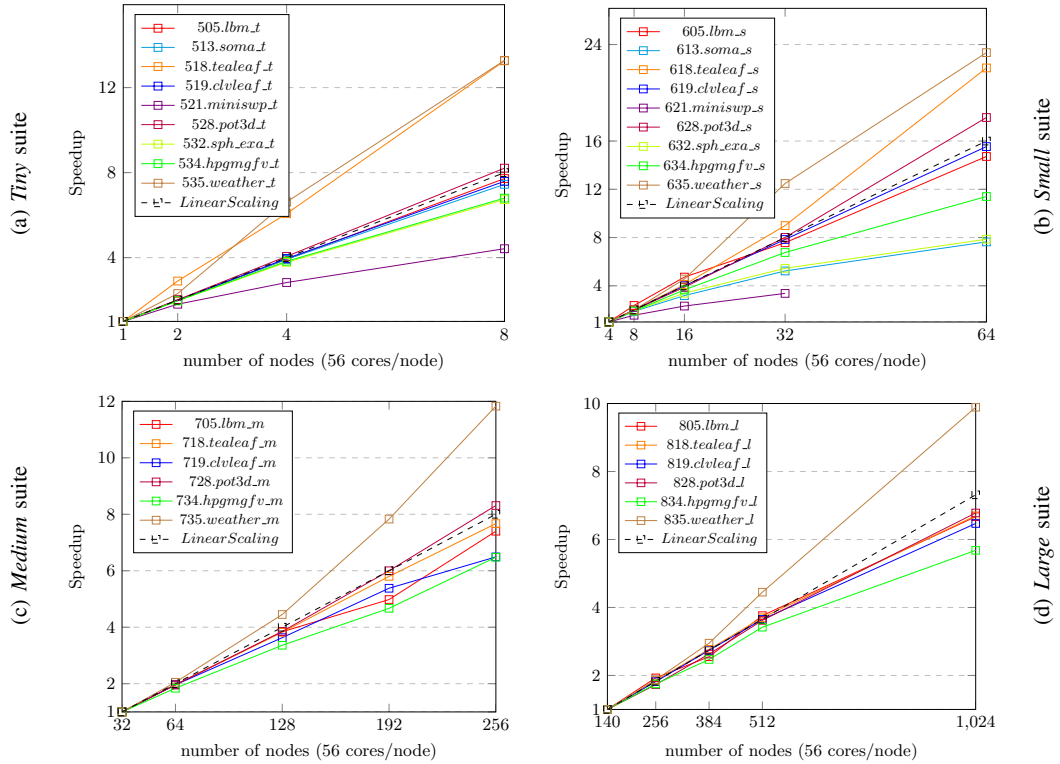 (a) Tiny suite
Speedup
13
8
4
1
505.lbm_t
513.soma_t
518.tealeaf_t
519.clvleaf_t
521.miniswp_t
528.pot3d_t
532.sph_exa_t
534.hpgmgfv_t
535.weather_t
LinearScaling
1 2 4 8
number of nodes (56 cores/node)
Speedup
24
16
12
8
4
1
605.lbm_s
613.soma_s
618.tealeaf_s
619.clvleaf_s
621.miniswp_s
628.pot3d_s
632.sph_exa_s
634.hpgmgfv_s
635.weather_s
LinearScaling
4 8 16 32 64
number of nodes (56 cores/node)
(b) Small suite
(c) Medium suite
Speedup
12
10
8
6
4
2
1
705.lbm_m
718.tealeaf_m
719.clvleaf_m
728.pot3d_m
734.hpgmgfv_m
735.weather_m
LinearScaling
32 64 128 192 256
number of nodes (56 cores/node)
Speedup
10
8
6
4
2
1
805.lbm_l
818.tealeaf_l
819.clvleaf_l
828.pot3d_l
834.hpgmgfv_l
835.weather_l
LinearScaling
140 256 384 512 1,024
number of nodes (56 cores/node)
(d) Large suite